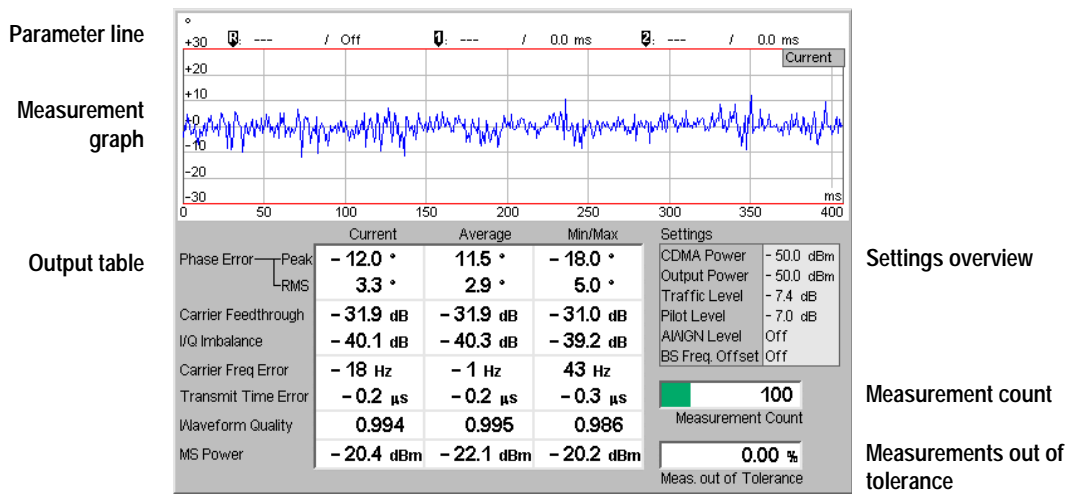 Parameter line
°
+30 R: --- / Off 1: --- / 0.0 ms 2: --- / 0.0 ms
Current
+20
Measurement graph
+10
+0
-10
-20
-30
ms
0 50 100 150 200 250 300 350 400
Output table
Current Average Min/Max
Phase Error Peak - 12.0 ° 11.5 ° - 18.0 °
RMS 3.3 ° 2.9 ° 5.0 °
Carrier Feedthrough - 31.9 dB - 31.9 dB - 31.0 dB
I/Q Imbalance - 40.1 dB - 40.3 dB - 39.2 dB
Carrier Freq Error - 18 Hz - 1 Hz 43 Hz
Transmit Time Error - 0.2 µs - 0.2 µs - 0.3 µs
Waveform Quality 0.994 0.995 0.986
MS Power - 20.4 dBm - 22.1 dBm - 20.2 dBm
Settings
CDMA Power - 50.0 dBm
Output Power - 50.0 dBm
Traffic Level - 7.4 dB
Pilot Level - 7.0 dB
AWGN Level Off
BS Freq. Offset Off
Settings overview
100
Measurement Count
Measurement count
0.00 %
Meas. out of Tolerance
Measurements out of
tolerance